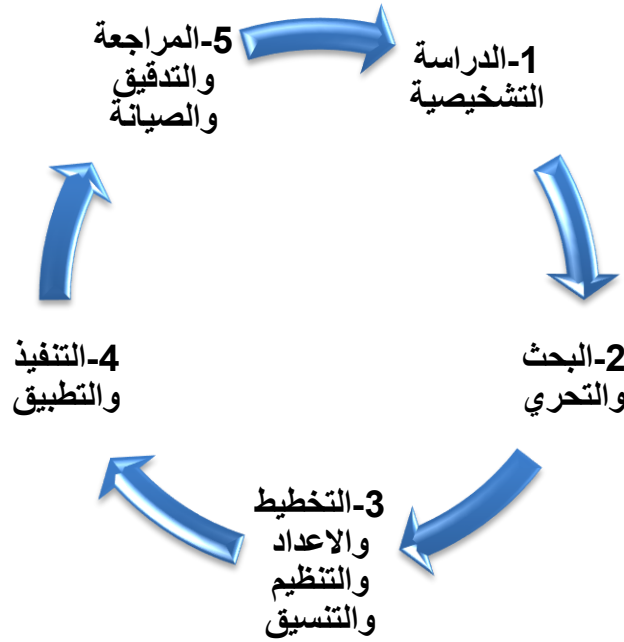 1-الدراسة
التشخيصية
2-البحث
والتحري
3-التخطيط
والاعداد
والتنظيم
والتنسيق
4-التنفيذ
والتطبيق
5-المراجعة
والتدقيق
والصيانة